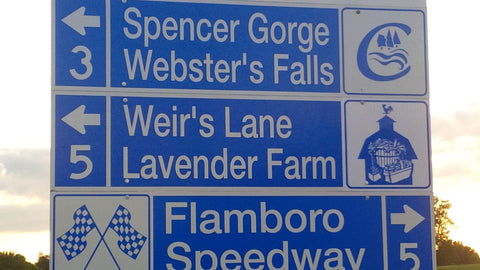 Spencer Gorge
3 Webster's Falls
Weir's Lane
5 Lavender Farm
Flamboro
Speedway 5